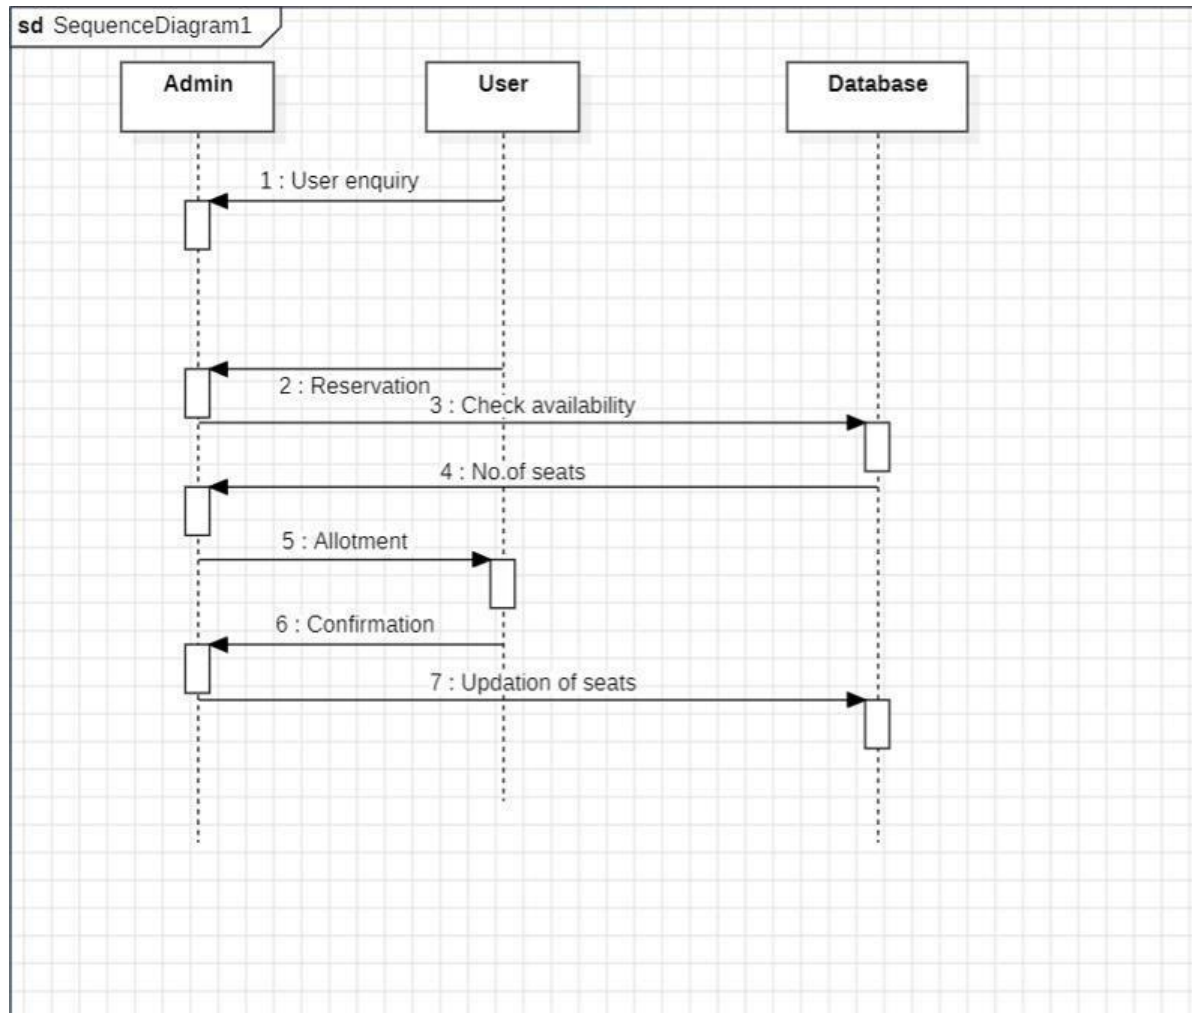 sd SequenceDiagram1
Admin
User
Database
1 : User enquiry
2 : Reservation
3 : Check availability
4 : No.of seats
5 : Allotment
6 : Confirmation
7 : Updation of seats